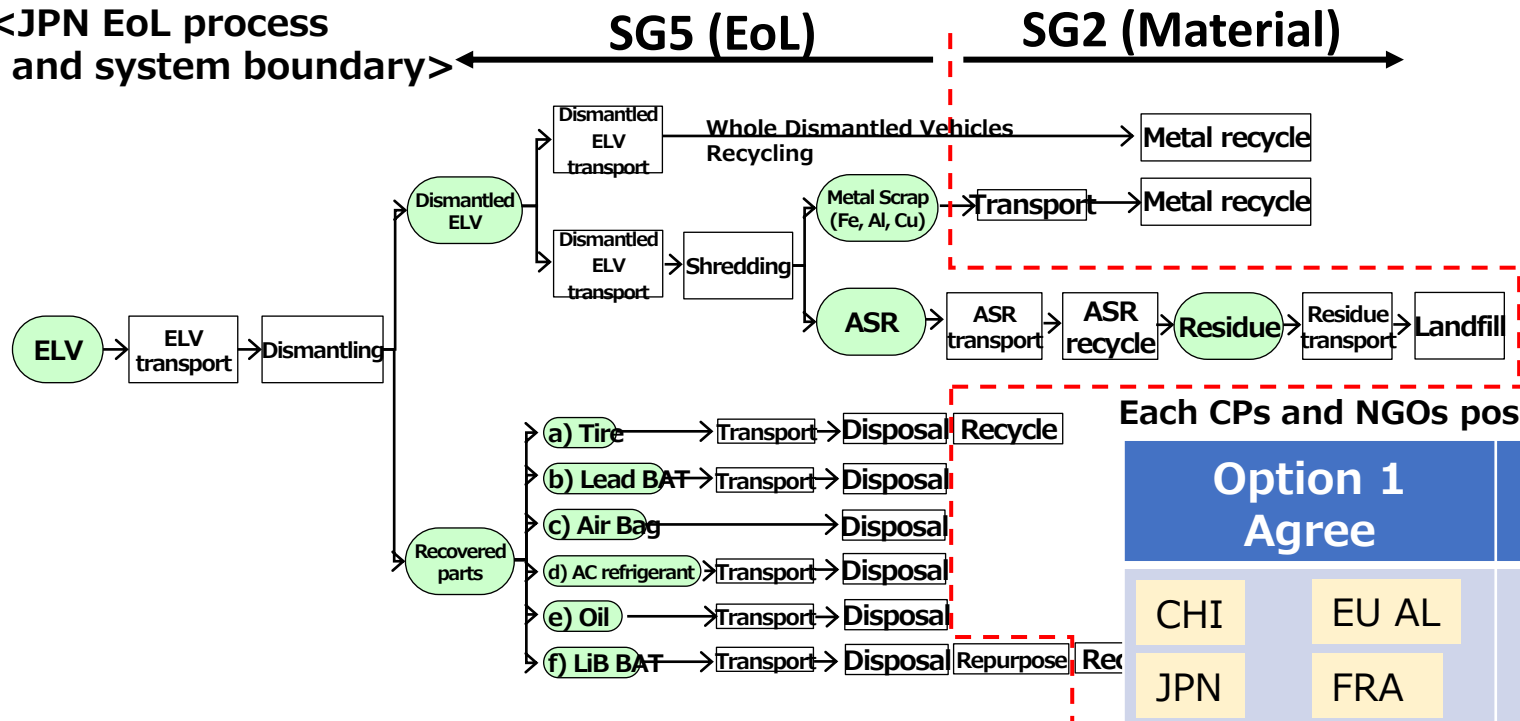 <JPN EoL process
and system boundary>
SG5 (EoL)
SG2 (Material)
Dismantled
ELV
transport
Whole Dismantled Vehicles
Recycling
Metal recycle
Dismantled
ELV
Metal Scrap
(Fe, Al, Cu)
Transport
Metal recycle
Dismantled
ELV
transport
Shredding
ELV
ELV
transport
Dismantling
ASR
ASR
transport
ASR
recycle
Residue
Residue
transport
Landfill
Each CPs and NGOs pos
a) Tire
Transport
Disposal
Recycle
b) Lead BAT
Transport
Disposal
c) Air Bag
Disposal
Recovered
parts
d) AC refrigerant
Transport
Disposal
e) Oil
Transport
Disposal
f) LiB BAT
Transport
Disposal
Repurpose
Rec
Option 1
Agree
CHI
EU AL
JPN
FRA